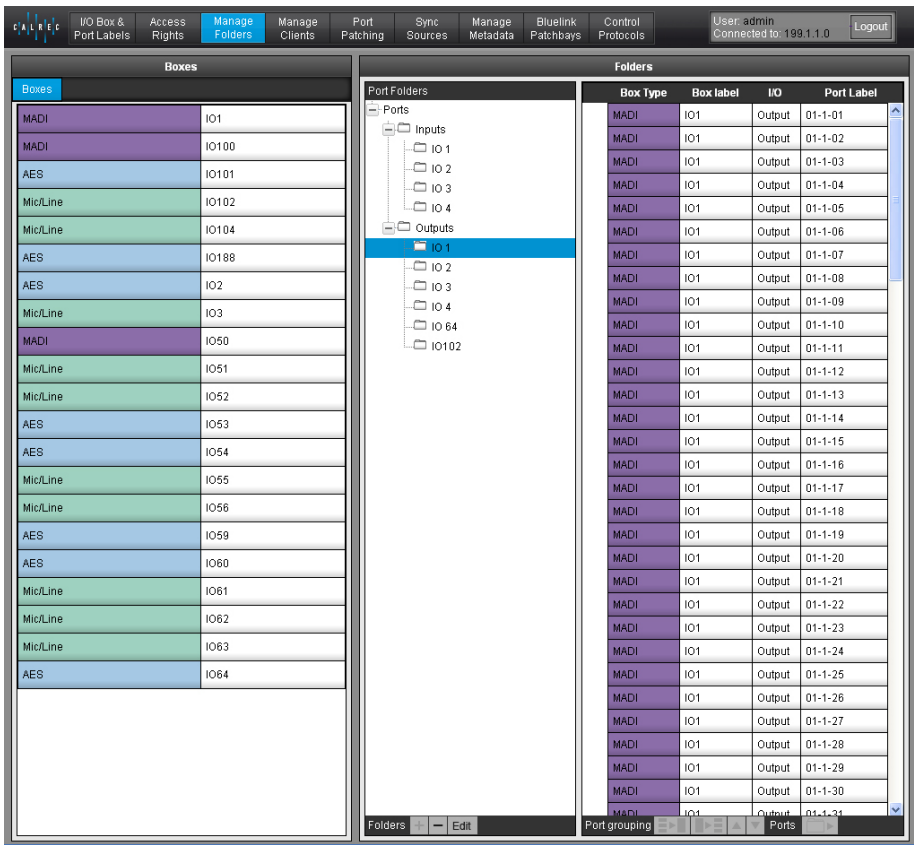 CALREC
I/O Box & Port Labels
Access Rights
Manage Folders
Manage Clients
Port Patching
Sync Sources
Manage Metadata
Bluelink Patchbays
Control Protocols
User: admin
Connected to: 199.1.1.0
Logout
Boxes
Boxes
MADI IO1
MADI IO100
AES IO101
Mic/Line IO102
Mic/Line IO104
AES IO188
AES IO2
Mic/Line IO3
MADI IO50
Mic/Line IO51
Mic/Line IO52
AES IO53
AES IO54
Mic/Line IO55
Mic/Line IO56
AES IO59
AES IO60
Mic/Line IO61
Mic/Line IO62
Mic/Line IO63
AES IO64
Folders
Port Folders
Ports
Inputs
IO 1
IO 2
IO 3
IO 4
Outputs
IO 1
IO 2
IO 3
IO 4
IO 64
IO102
Folders + − Edit
Box Type Box label I/O Port Label
MADI IO1 Output 01-1-01
MADI IO1 Output 01-1-02
MADI IO1 Output 01-1-03
MADI IO1 Output 01-1-04
MADI IO1 Output 01-1-05
MADI IO1 Output 01-1-06
MADI IO1 Output 01-1-07
MADI IO1 Output 01-1-08
MADI IO1 Output 01-1-09
MADI IO1 Output 01-1-10
MADI IO1 Output 01-1-11
MADI IO1 Output 01-1-12
MADI IO1 Output 01-1-13
MADI IO1 Output 01-1-14
MADI IO1 Output 01-1-15
MADI IO1 Output 01-1-16
MADI IO1 Output 01-1-17
MADI IO1 Output 01-1-18
MADI IO1 Output 01-1-19
MADI IO1 Output 01-1-20
MADI IO1 Output 01-1-21
MADI IO1 Output 01-1-22
MADI IO1 Output 01-1-23
MADI IO1 Output 01-1-24
MADI IO1 Output 01-1-25
MADI IO1 Output 01-1-26
MADI IO1 Output 01-1-27
MADI IO1 Output 01-1-28
MADI IO1 Output 01-1-29
MADI IO1 Output 01-1-30
MADI IO1 Output 01-1-31
Port grouping
Ports